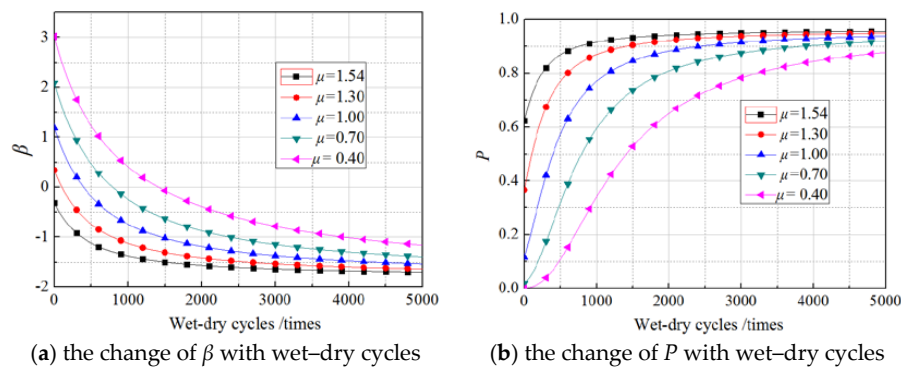 3
2
1
0
-1
-2
β
0
1000
2000
3000
4000
5000
Wet-dry cycles /times
μ=1.54
μ=1.30
μ=1.00
μ=0.70
μ= 0.40
(a) the change of β with wet–dry cycles
1.0
0.8
0.6
0.4
0.2
0.0
P
0
1000
2000
3000
4000
5000
Wet-dry cycles /times
μ=1.54
μ=1.30
μ=1.00
μ=0.70
μ= 0.40
(b) the change of P with wet–dry cycles